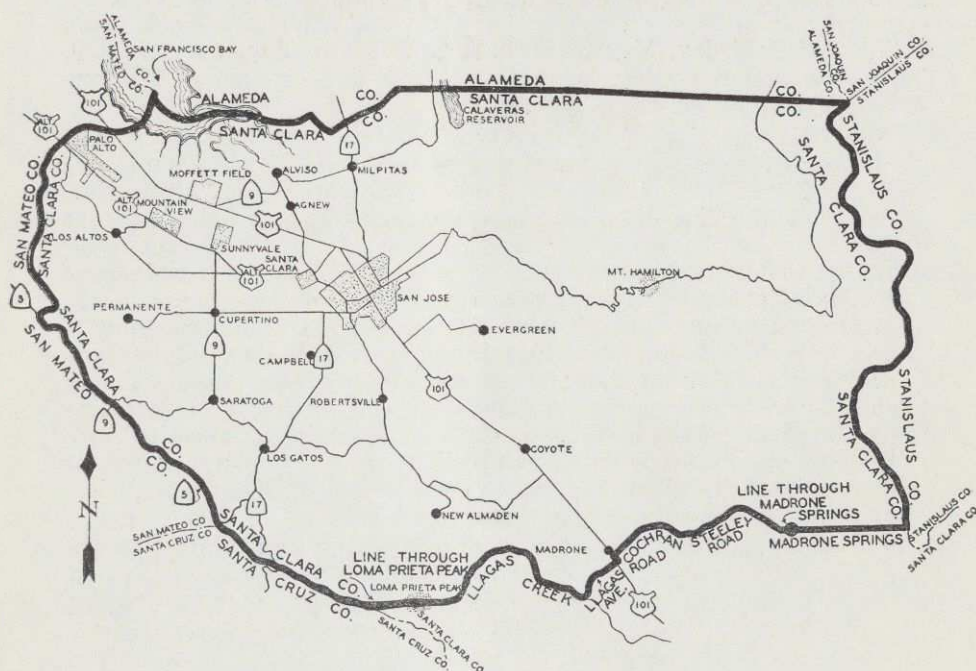 ALAMEDA
SAN MATEO
CO.
CO.
SAN FRANCISCO BAY
101
ALT
101
ALAMEDA
SANTA CLARA
CO.
CO.
ALAMEDA
SANTA CLARA
CO.
CO.
CALAVERAS
RESERVOIR
SAN JOAQUIN CO.
ALAMEDA CO.
SAN JOAQUIN CO.
STANISLAUS CO.
PALO
ALTO
17
MILPITAS
ALVISO
MOFFETT FIELD
9
AGNEW
ALT
101
MOUNTAIN
VIEW
101
LOS ALTOS
SUNNYVALE
SANTA
CLARA
ALT
101
SAN MATEO CO.
SANTA CLARA CO.
STANISLAUS CO.
SANTA CLARA CO.
MT. HAMILTON
SAN JOSE
5
PERMANENTE
CUPERTINO
EVERGREEN
SANTA CLARA
SAN MATEO
9
CAMPBELL
17
101
SARATOGA
ROBERTSVILLE
9
STANISLAUS CO.
SANTA CLARA CO.
LOS GATOS
COYOTE
CO.
CO.
N
5
17
NEW ALMADEN
LINE THROUGH
MADRONE
SPRINGS
MADRONE SPRINGS
STANISLAUS CO.
SANTA CLARA CO.
SAN MATEO CO.
SANTA CRUZ CO.
SANTA CLARA CO.
SANTA CRUZ CO.
LINE THROUGH
LOMA PRIETA PEAK
LOMA PRIETA PEAK
LLAGAS CREEK
MADRONE
LLAGAS
AVE.
COCHRAN
ROAD
STEELEY
ROAD
101
SANTA CLARA CO.
SANTA CRUZ CO.